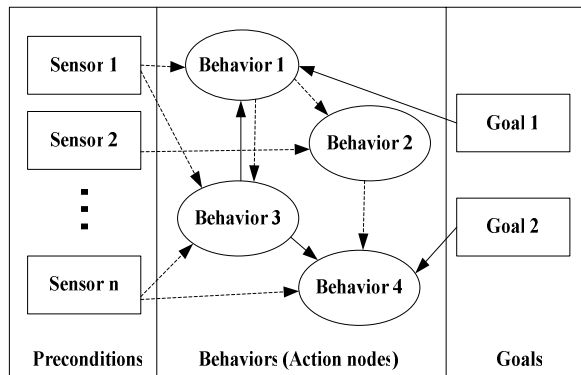 Sensor 1
Sensor 2
Sensor n
Preconditions
Behavior 1
Behavior 2
Behavior 3
Behavior 4
Behaviors (Action nodes)
Goal 1
Goal 2
Goals